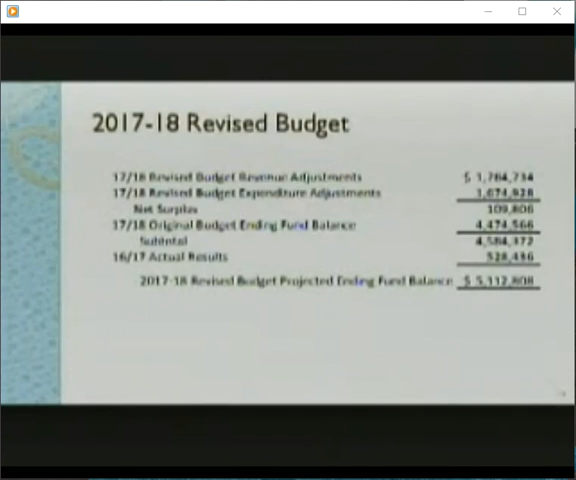 2017-18 Revised Budget
17/18 Revised Budget Revenue Adjustments $ 1,784,734
17/18 Revised Budget Expenditure Adjustments 1,674,928
Net Surplus 109,806
17/18 Original Budget Ending Fund Balance 4,474,566
Subtotal 4,584,372
16/17 Actual Results 528,436
2017-18 Revised Budget Projected Ending Fund Balance $ 5,112,808